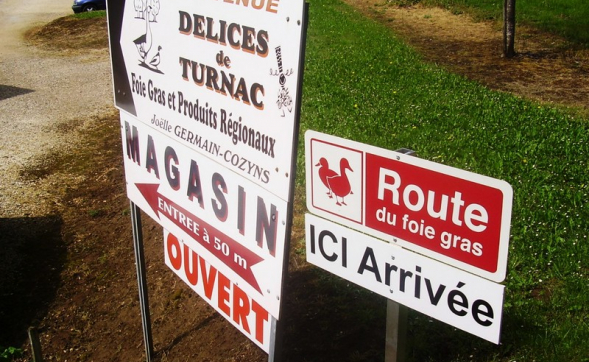 VENUE
DELICES
de
TURNAC
Foie Gras et Produits Régionaux
Joëlle GERMAIN-COZYNS
MAGASIN
ENTREE à 50 m
OUVERT
Route
du foie gras
ICI Arrivée